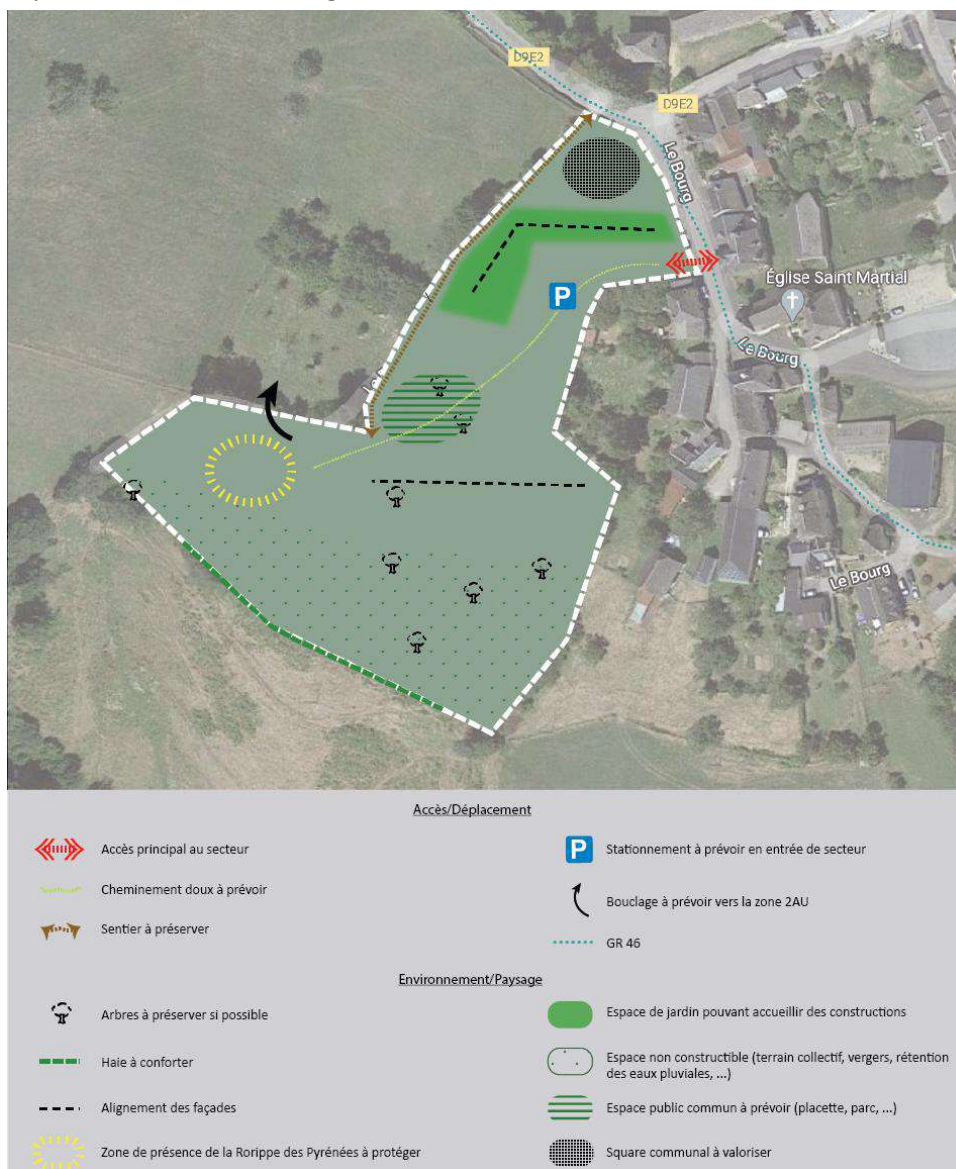 D9E2
D9E2
Le Bourg
Église Saint Martial
Le Bourg
Le Bourg
P
Accès/Déplacement
Accès principal au secteur
P Stationnement à prévoir en entrée de secteur
Cheminement doux à prévoir
Bouclage à prévoir vers la zone 2AU
Sentier à préserver
GR 46
Environnement/Paysage
Arbres à préserver si possible
Espace de jardin pouvant accueillir des constructions
Haie à conforter
Espace non constructible (terrain collectif, vergers, rétention
des eaux pluviales, ...)
Alignement des façades
Espace public commun à prévoir (placette, parc, ...)
Zone de présence de la Rorippe des Pyrénées à protéger
Square communal à valoriser